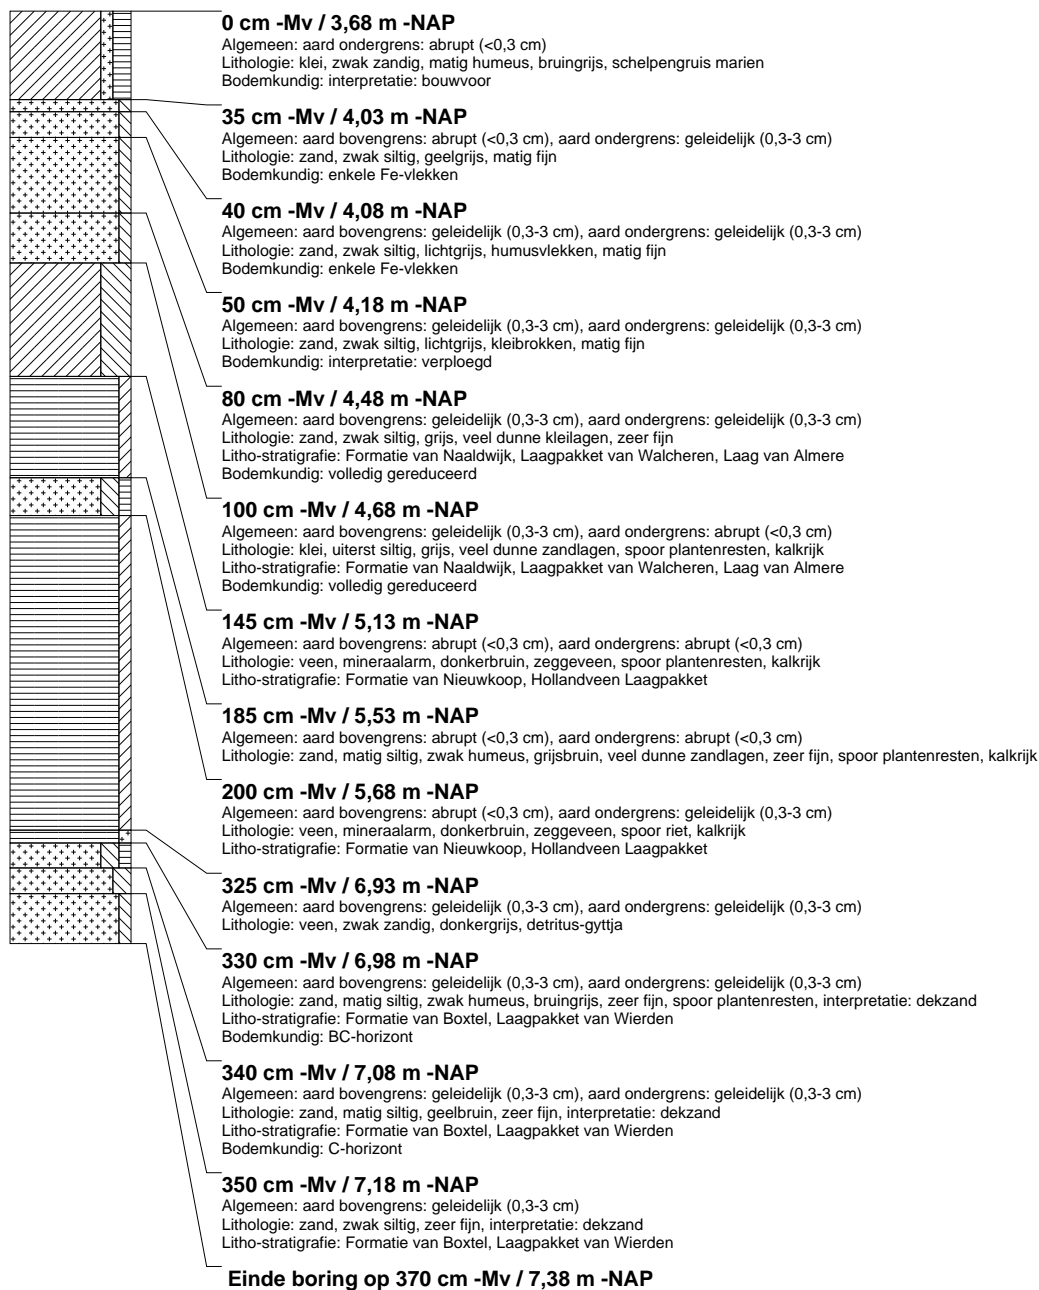 0 cm -Mv / 3,68 m -NAP
Algemeen: aard ondergrens: abrupt (<0,3 cm)
Lithologie: klei, zwak zandig, matig humeus, bruingrijs, schelpengruis marien
Bodemkundig: interpretatie: bouwvoor
35 cm -Mv / 4,03 m -NAP
Algemeen: aard bovengrens: abrupt (<0,3 cm), aard ondergrens: geleidelijk (0,3-3 cm)
Lithologie: zand, zwak siltig, geelgrijs, matig fijn
Bodemkundig: enkele Fe-vlekken
40 cm -Mv / 4,08 m -NAP
Algemeen: aard bovengrens: geleidelijk (0,3-3 cm), aard ondergrens: geleidelijk (0,3-3 cm)
Lithologie: zand, zwak siltig, lichtgrijs, humusvlekken, matig fijn
Bodemkundig: enkele Fe-vlekken
50 cm -Mv / 4,18 m -NAP
Algemeen: aard bovengrens: geleidelijk (0,3-3 cm), aard ondergrens: geleidelijk (0,3-3 cm)
Lithologie: zand, zwak siltig, lichtgrijs, kleibrokken, matig fijn
Bodemkundig: interpretatie: verploegd
80 cm -Mv / 4,48 m -NAP
Algemeen: aard bovengrens: geleidelijk (0,3-3 cm), aard ondergrens: geleidelijk (0,3-3 cm)
Lithologie: zand, zwak siltig, grijs, veel dunne kleilagen, zeer fijn
Litho-stratigrafie: Formatie van Naaldwijk, Laagpakket van Walcheren, Laag van Almere
Bodemkundig: volledig gereduceerd
100 cm -Mv / 4,68 m -NAP
Algemeen: aard bovengrens: geleidelijk (0,3-3 cm), aard ondergrens: abrupt (<0,3 cm)
Lithologie: klei, uiterst siltig, grijs, veel dunne zandlagen, spoor plantenresten, kalkrijk
Litho-stratigrafie: Formatie van Naaldwijk, Laagpakket van Walcheren, Laag van Almere
Bodemkundig: volledig gereduceerd
145 cm -Mv / 5,13 m -NAP
Algemeen: aard bovengrens: abrupt (<0,3 cm), aard ondergrens: abrupt (<0,3 cm)
Lithologie: veen, mineraalarm, donkerbruin, zeggeveen, spoor plantenresten, kalkrijk
Litho-stratigrafie: Formatie van Nieuwkoop, Hollandveen Laagpakket
185 cm -Mv / 5,53 m -NAP
Algemeen: aard bovengrens: abrupt (<0,3 cm), aard ondergrens: abrupt (<0,3 cm)
Lithologie: zand, matig siltig, zwak humeus, grijsbruin, veel dunne zandlagen, zeer fijn, spoor plantenresten, kalkrijk
200 cm -Mv / 5,68 m -NAP
Algemeen: aard bovengrens: abrupt (<0,3 cm), aard ondergrens: geleidelijk (0,3-3 cm)
Lithologie: veen, mineraalarm, donkerbruin, zeggeveen, spoor riet, kalkrijk
Litho-stratigrafie: Formatie van Nieuwkoop, Hollandveen Laagpakket
325 cm -Mv / 6,93 m -NAP
Algemeen: aard bovengrens: geleidelijk (0,3-3 cm), aard ondergrens: geleidelijk (0,3-3 cm)
Lithologie: veen, zwak zandig, donkergrijs, detritus-gyttja
330 cm -Mv / 6,98 m -NAP
Algemeen: aard bovengrens: geleidelijk (0,3-3 cm), aard ondergrens: geleidelijk (0,3-3 cm)
Lithologie: zand, matig siltig, zwak humeus, bruingrijs, zeer fijn, spoor plantenresten, interpretatie: dekzand
Litho-stratigrafie: Formatie van Boxtel, Laagpakket van Wierden
Bodemkundig: BC-horizont
340 cm -Mv / 7,08 m -NAP
Algemeen: aard bovengrens: geleidelijk (0,3-3 cm), aard ondergrens: geleidelijk (0,3-3 cm)
Lithologie: zand, matig siltig, geelbruin, zeer fijn, interpretatie: dekzand
Litho-stratigrafie: Formatie van Boxtel, Laagpakket van Wierden
Bodemkundig: C-horizont
350 cm -Mv / 7,18 m -NAP
Algemeen: aard bovengrens: geleidelijk (0,3-3 cm)
Lithologie: zand, zwak siltig, zeer fijn, interpretatie: dekzand
Litho-stratigrafie: Formatie van Boxtel, Laagpakket van Wierden
Einde boring op 370 cm -Mv / 7,38 m -NAP